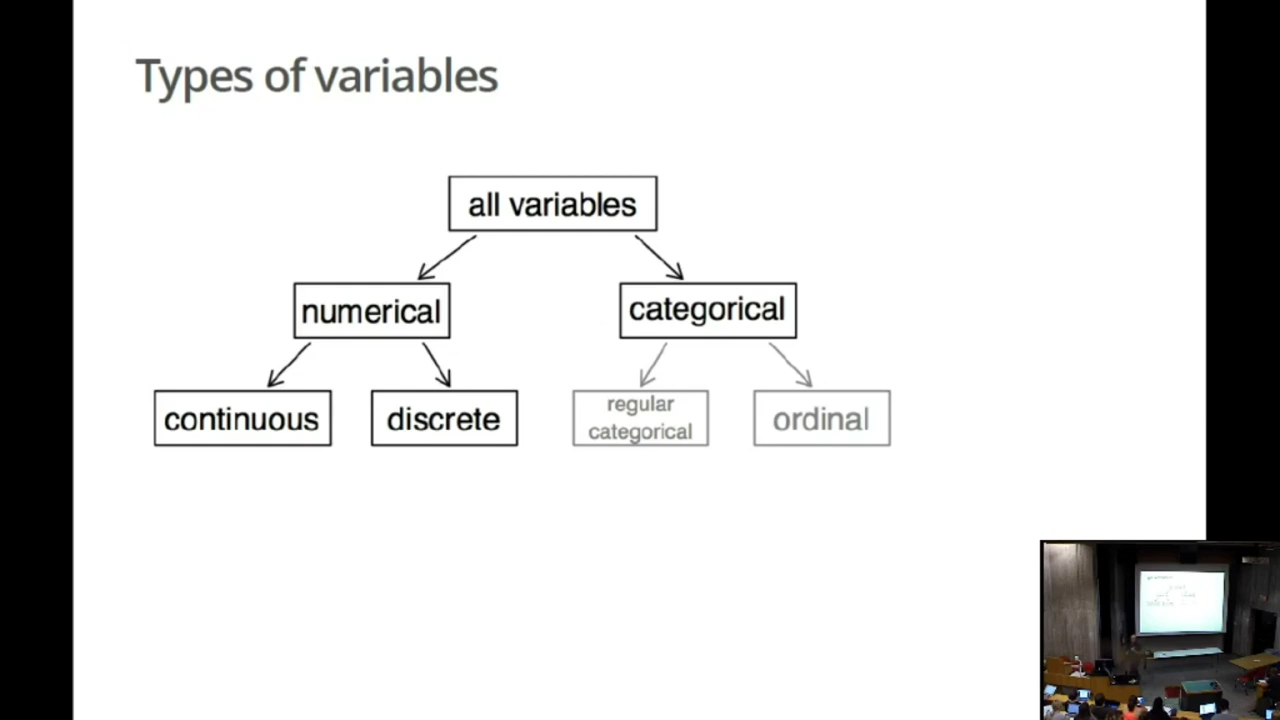 Types of variables
all variables
numerical
categorical
continuous
discrete
regular
categorical
ordinal